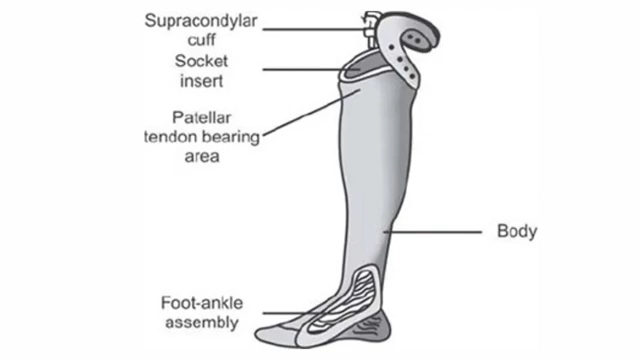 Supracondylar
cuff
Socket
insert
Patellar
tendon bearing
area
Body
Foot-ankle
assembly